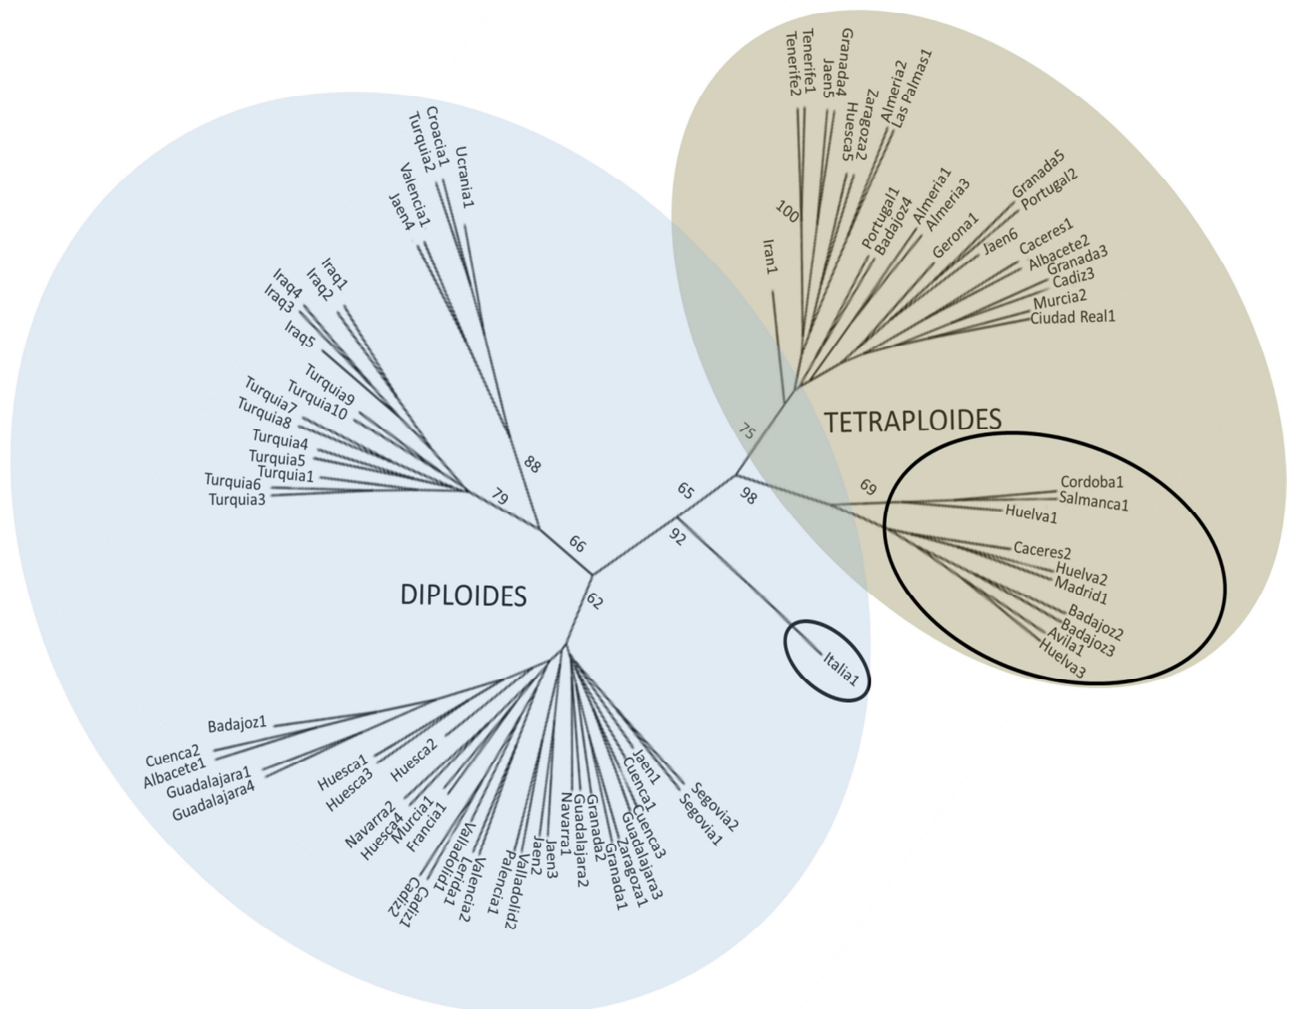 Tenerife2
Tenerife1
Granada4
Jaen5
Huesca5
Zaragoza2
Almeria2
Las Palmas1
Portugal1
Badajoz4
Almeria1
Almeria3
Gerona1
Granada5
Portugal2
Jaen6
Caceres1
Albacete2
Granada3
Cadiz3
Murcia2
Ciudad Real1
100
Iran1
Croacia1
Turquia2
Ucrania1
Valencia1
Jaen4
Iraq1
Iraq2
Iraq4
Iraq3
Iraq5
Turquia9
Turquia10
Turquia7
Turquia8
Turquia4
Turquia5
Turquia1
Turquia6
Turquia3
88
79
66
65
92
75
98
69
62
TETRAPLOIDES
DIPLOIDES
Cordoba1
Salmanca1
Huelva1
Caceres2
Huelva2
Madrid1
Badajoz2
Badajoz3
Avila1
Huelva3
Italia1
Badajoz1
Cuenca2
Albacete1
Guadalajara1
Guadalajara4
Huesca1
Huesca3
Huesca2
Navarra2
Huesca4
Murcia1
Francia1
Cadiz2
Cadiz1
Valladolid1
Lerida1
Valencia2
Palencia1
Valladolid2
Jaen2
Jaen3
Navarra1
Guadalajara2
Granada2
Granada1
Zaragoza1
Guadalajara3
Cuenca3
Cuenca1
Jaen1
Segovia2
Segovia1